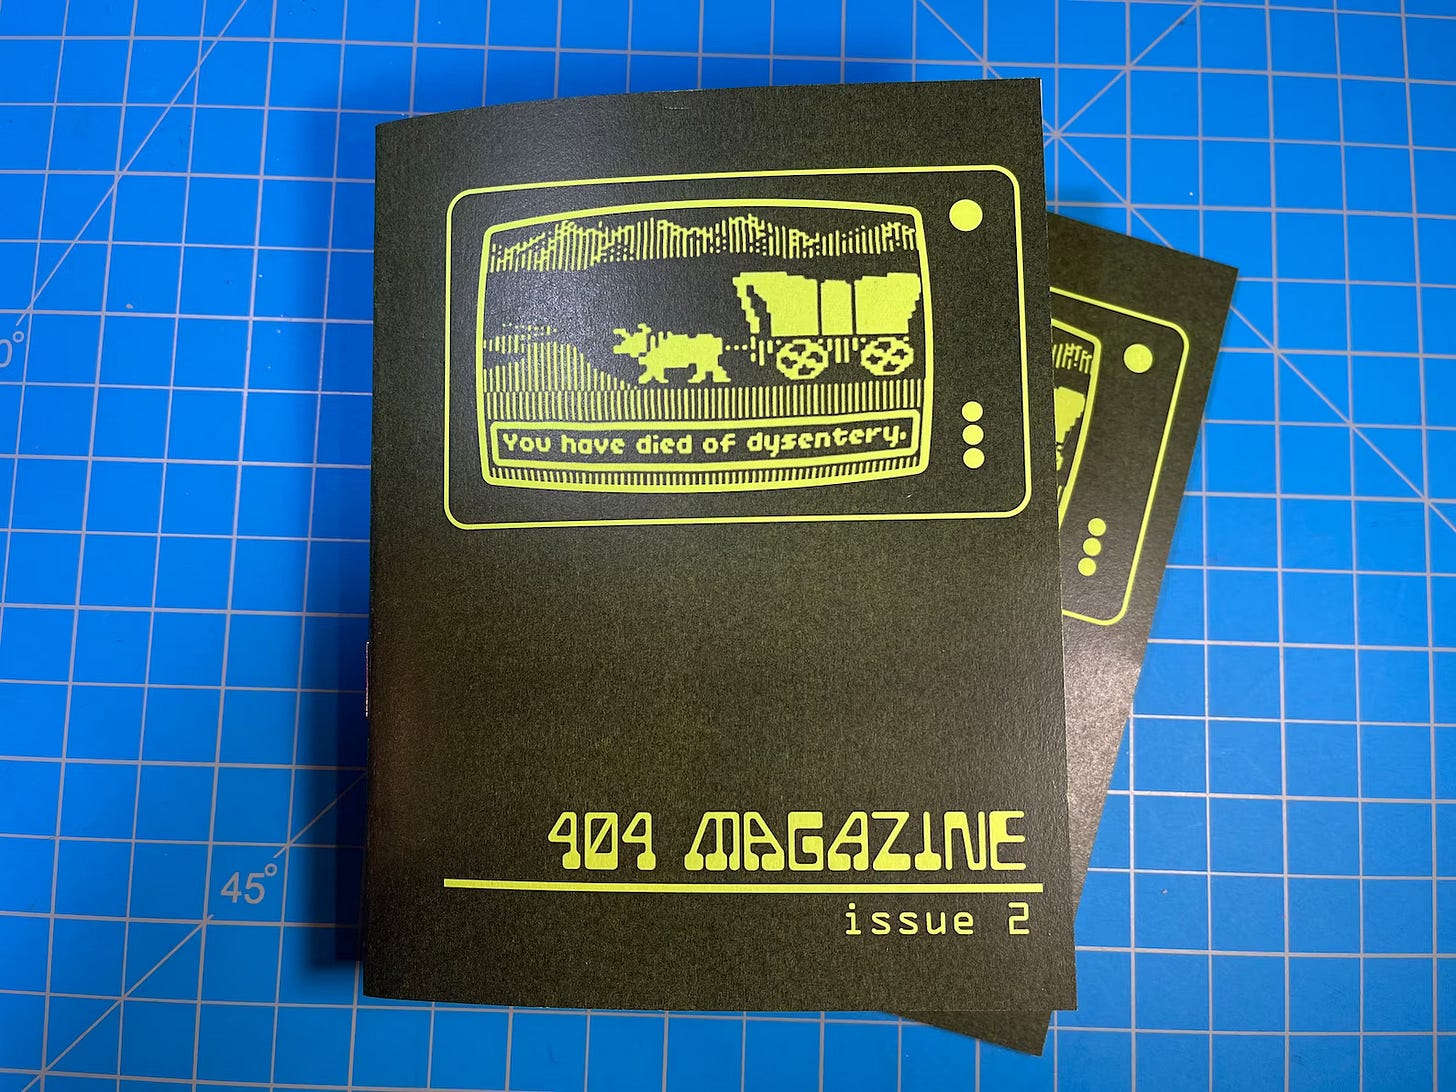 You have died of dysentery.
404 MAGAZINE
issue 2
45°